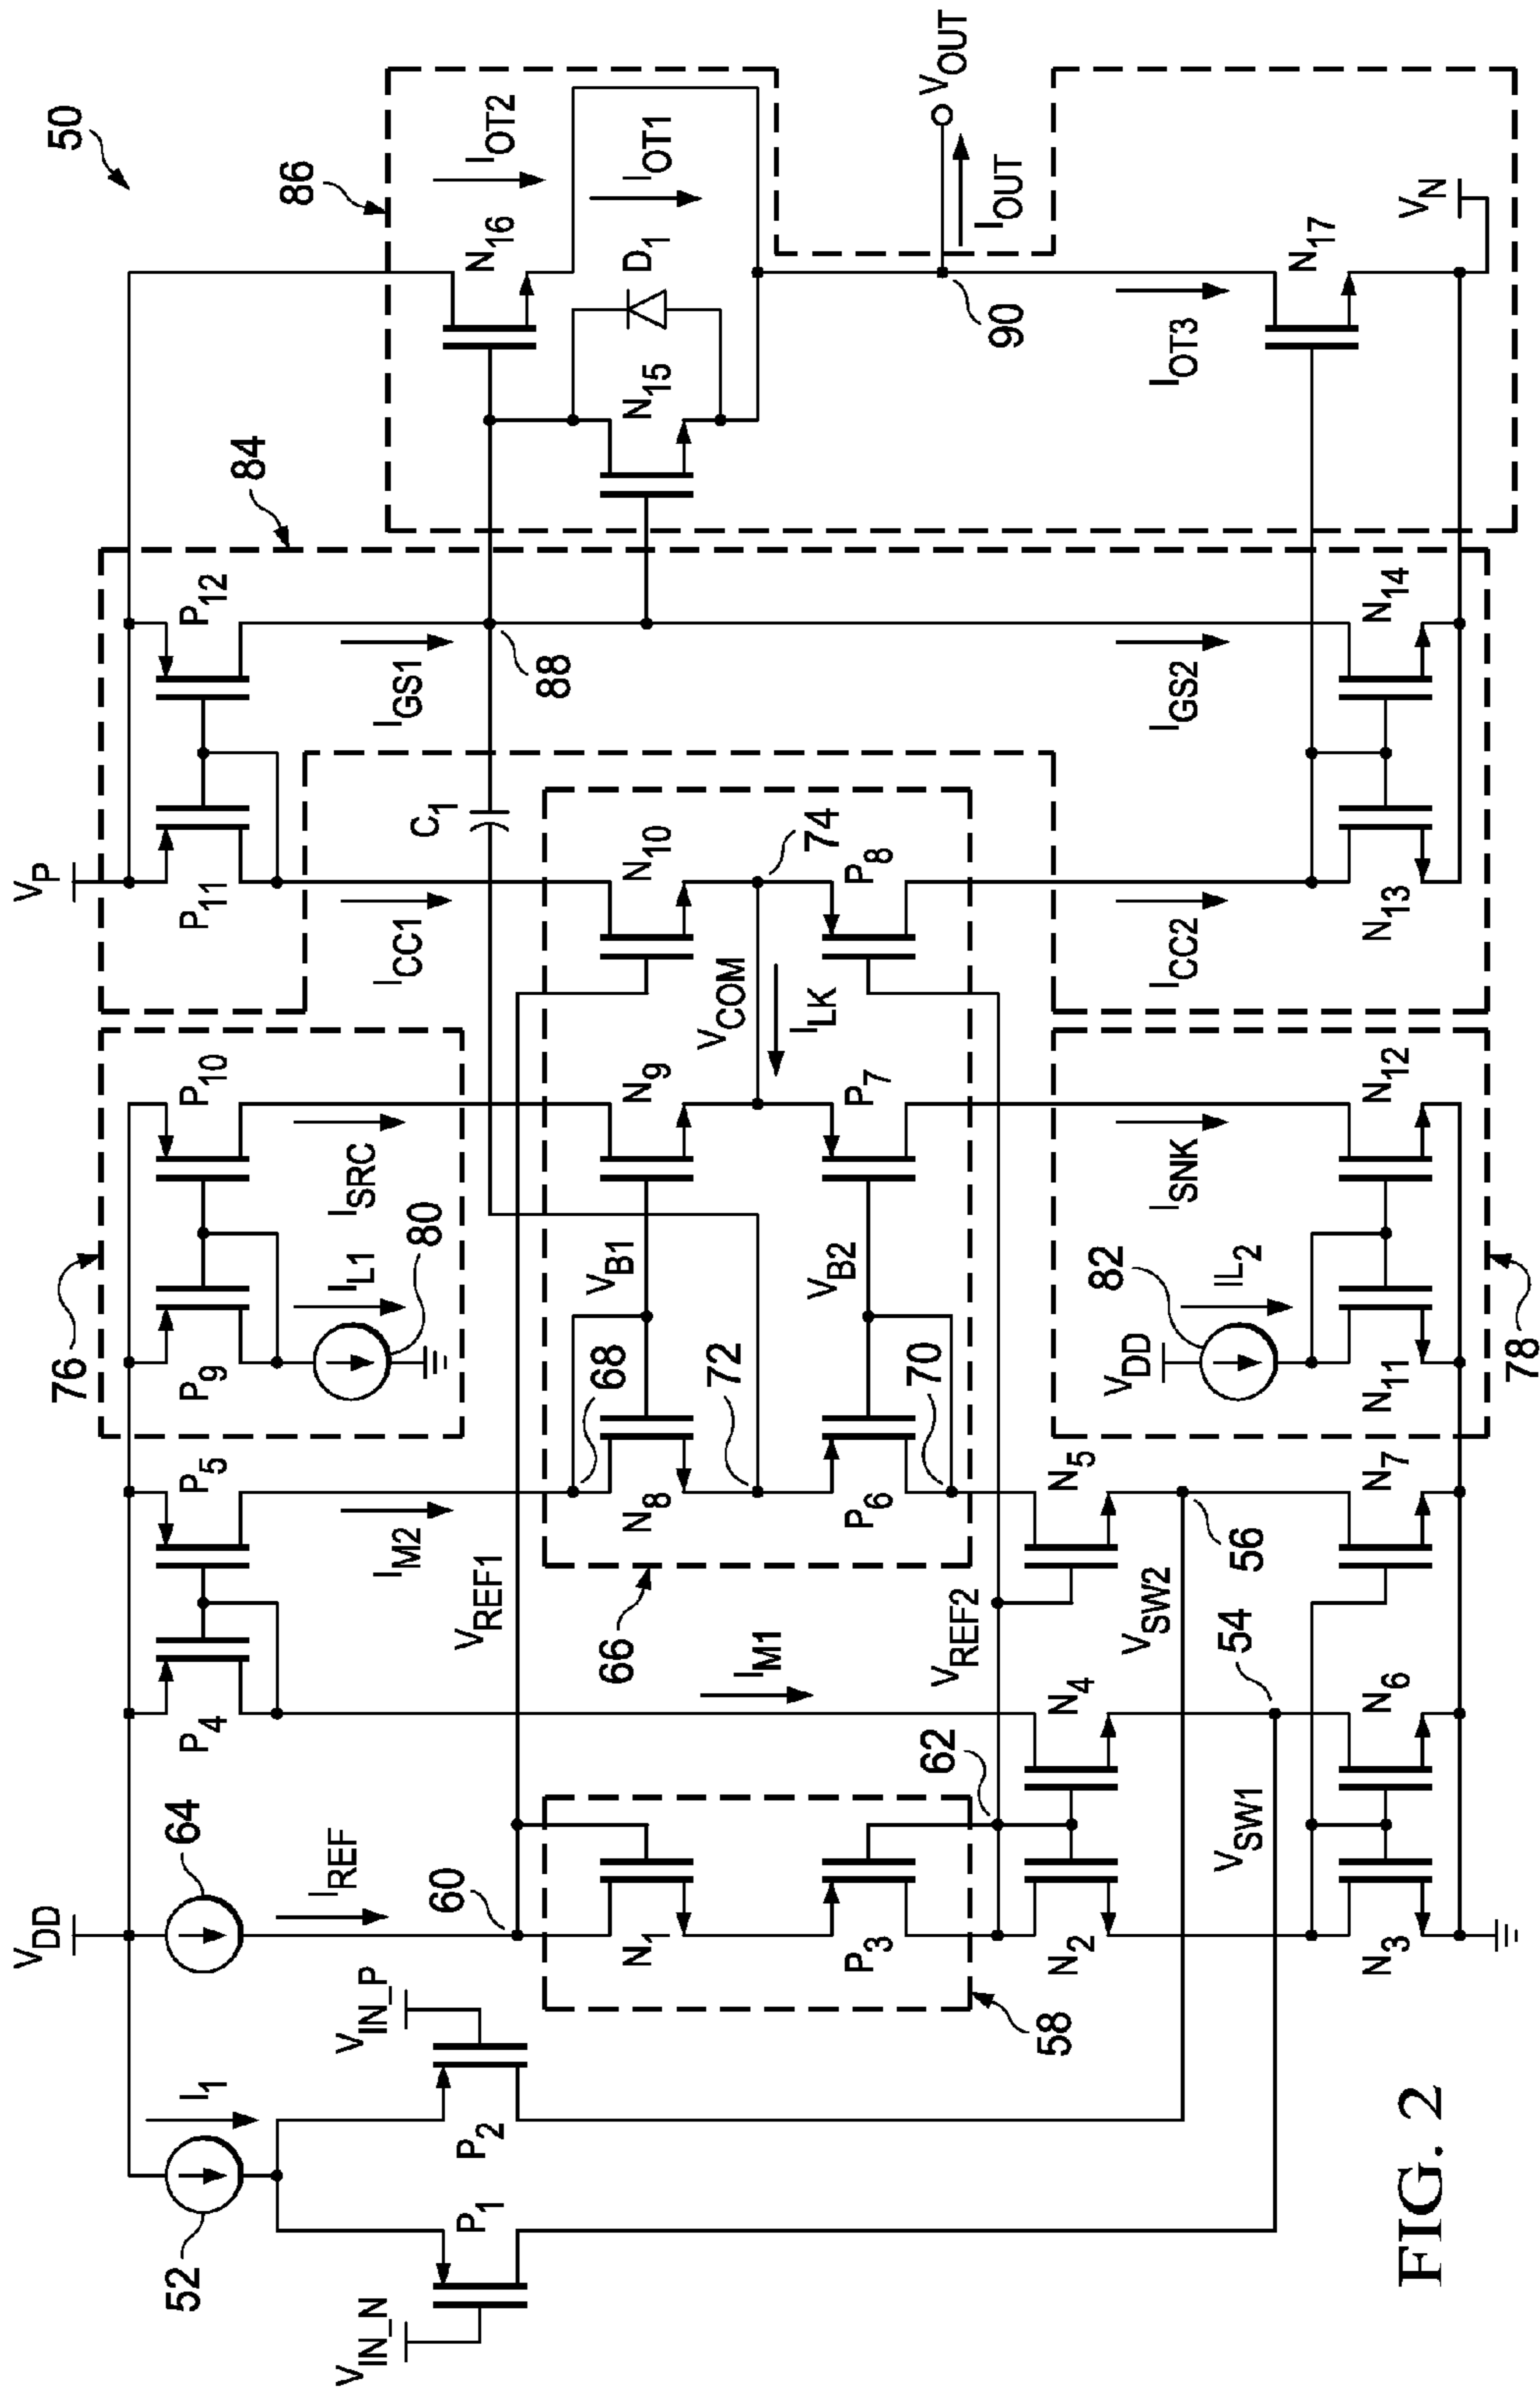 50
V_P
V_DD
84
86
76
P_11
P_12
P_9
P_10
P_4
P_5
64
52
I_1
I_REF
I_M2
I_L1
80
I_SRC
I_CC1
I_GS1
I_OT2
N_16
I_OT1
D_1
N_15
C_1
88
V_IN_N
V_IN_P
P_1
P_2
60
V_REF1
68
V_B1
N_1
N_8
N_9
N_10
72
V_COM
74
I_LK
V_OUT
I_OUT
90
66
I_M1
V_B2
P_3
P_6
P_7
P_8
70
58
62
V_REF2
N_2
N_4
N_5
V_SW2
56
V_SW1
54
V_DD
82
IL_2
I_SNK
I_CC2
I_GS2
I_OT3
N_17
V_N
N_3
N_6
N_7
N_11
N_12
N_13
N_14
78
FIG. 2